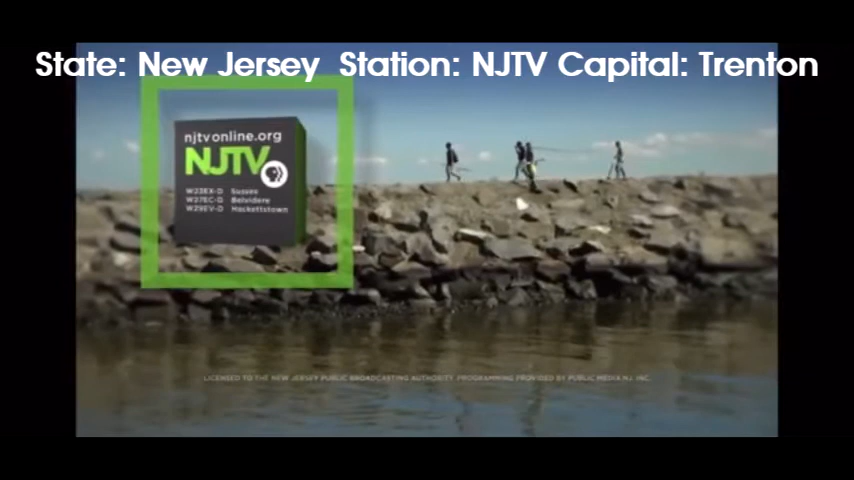 State: New Jersey  Station: NJTV Capital: Trenton
njtvonline.org
NJTV
W23EX-D Sussex
W27EC-D Belvidere
W29EV-D Hackettstown
LICENSED TO THE NEW JERSEY PUBLIC BROADCASTING AUTHORITY. PROGRAMMING PROVIDED BY PUBLIC MEDIA NJ, INC.